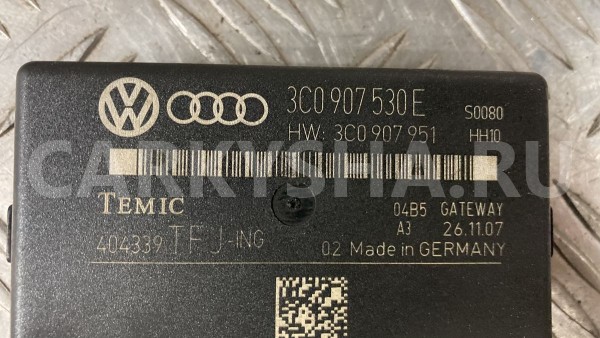 3C0 907 530 E S0080
HW: 3C0 907 951 HH10
CARKYSHA.RU
TEMIC 04B5 GATEWAY
A3 26.11.07
404339 TFJ-ING 02 Made in GERMANY